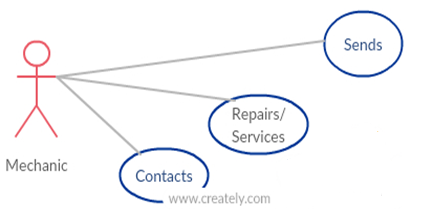 Sends
Repairs/
Services
Mechanic
Contacts
www.creately.com